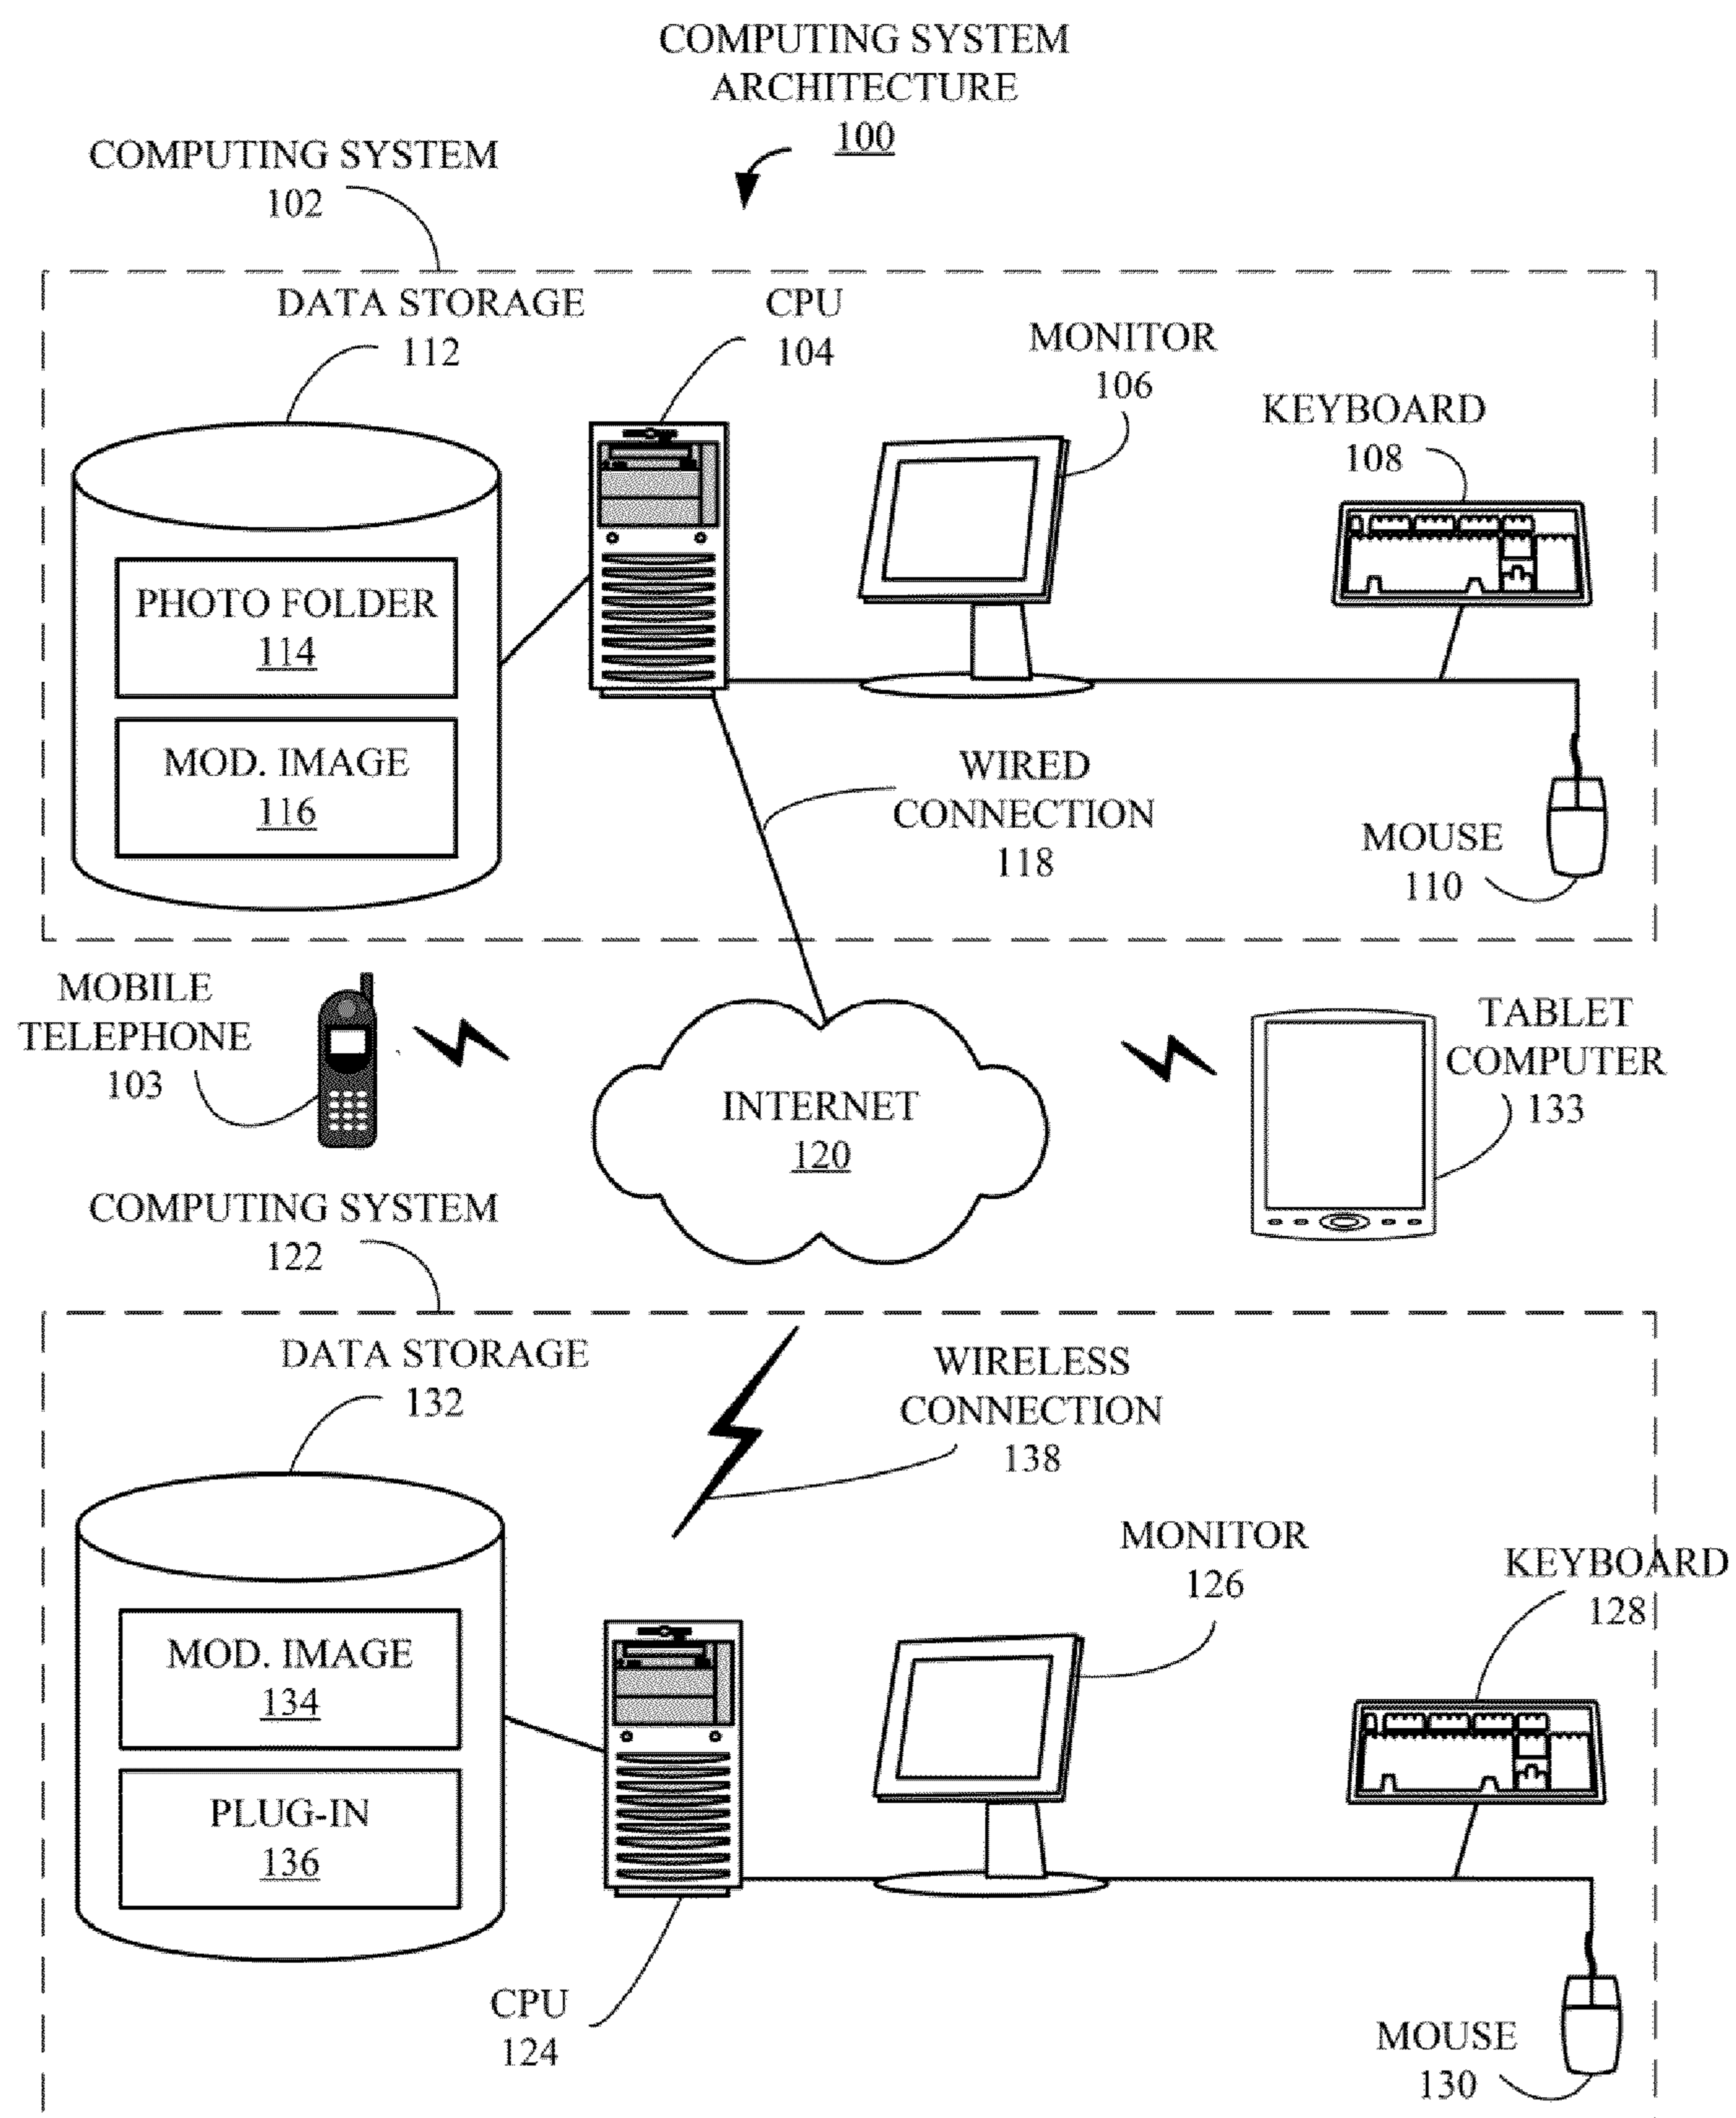 COMPUTING SYSTEM
ARCHITECTURE
100
COMPUTING SYSTEM
102
DATA STORAGE
112
CPU
104
MONITOR
106
KEYBOARD
108
PHOTO FOLDER
114
MOD. IMAGE
116
WIRED
CONNECTION
118
MOUSE
110
MOBILE
TELEPHONE
103
INTERNET
120
TABLET
COMPUTER
133
COMPUTING SYSTEM
122
DATA STORAGE
132
WIRELESS
CONNECTION
138
MONITOR
126
KEYBOARD
128
MOD. IMAGE
134
PLUG-IN
136
CPU
124
MOUSE
130